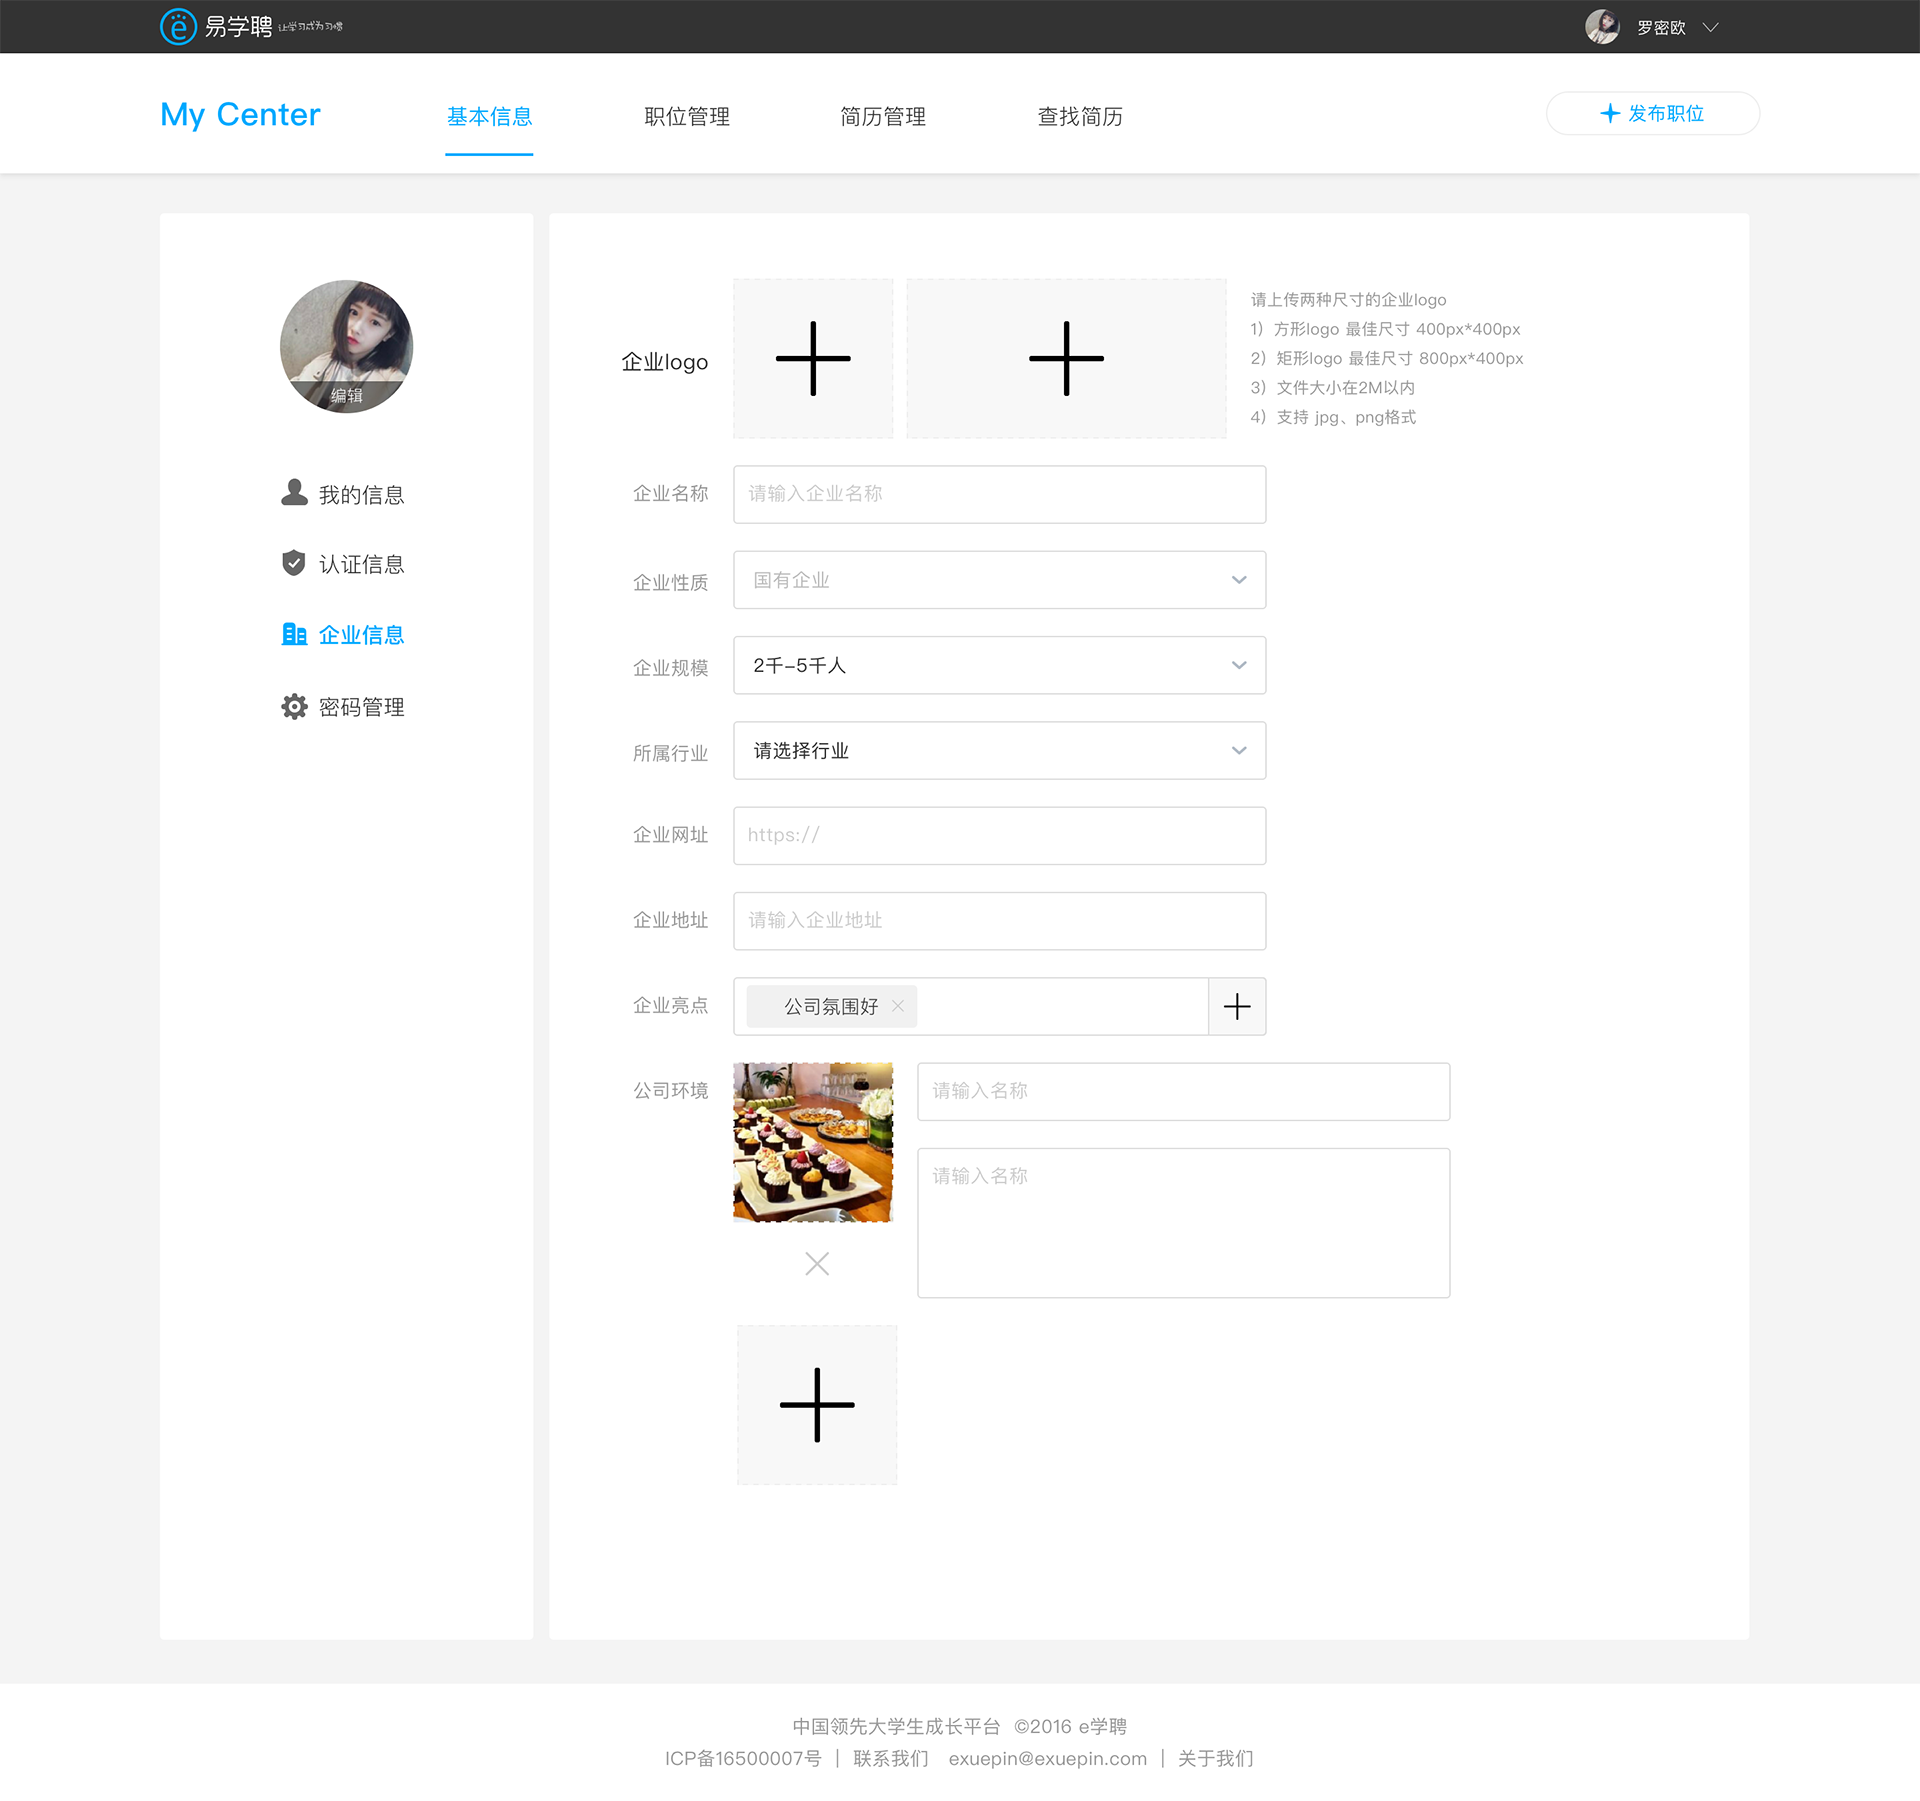 易学聘 让学习成为习惯
罗密欧
My Center
基本信息
职位管理
简历管理
查找简历
发布职位
编辑
我的信息
认证信息
企业信息
密码管理
企业logo
请上传两种尺寸的企业logo
1）方形logo 最佳尺寸 400px*400px
2）矩形logo 最佳尺寸 800px*400px
3）文件大小在2M以内
4）支持 jpg、png格式
企业名称
请输入企业名称
企业性质
国有企业
企业规模
2千-5千人
所属行业
请选择行业
企业网址
https://
企业地址
请输入企业地址
企业亮点
公司氛围好
公司环境
请输入名称
请输入名称
中国领先大学生成长平台 ©2016 e学聘
ICP备16500007号 | 联系我们 exuepin@exuepin.com | 关于我们